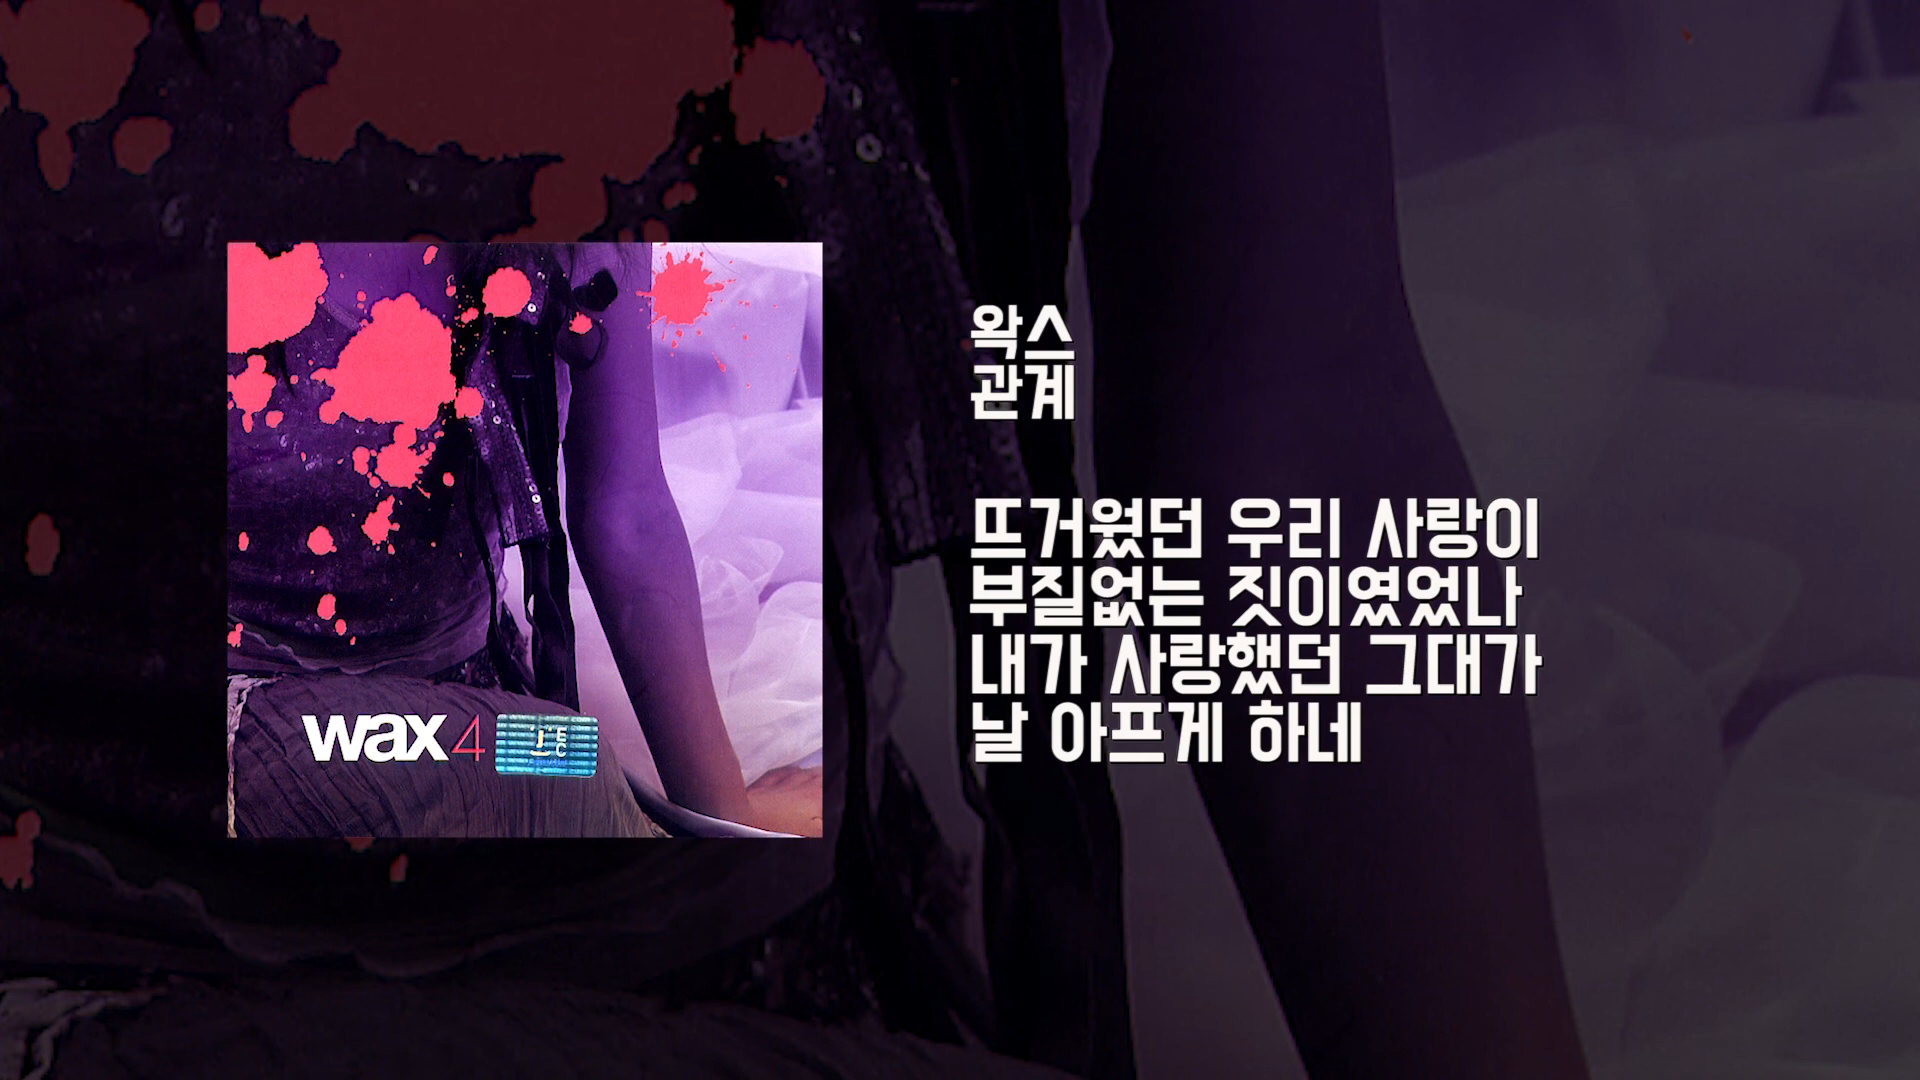 왁스
관계
뜨거웠던 우리 사랑이
부질없는 짓이였었나
내가 사랑했던 그대가
날 아프게 하네
wax4